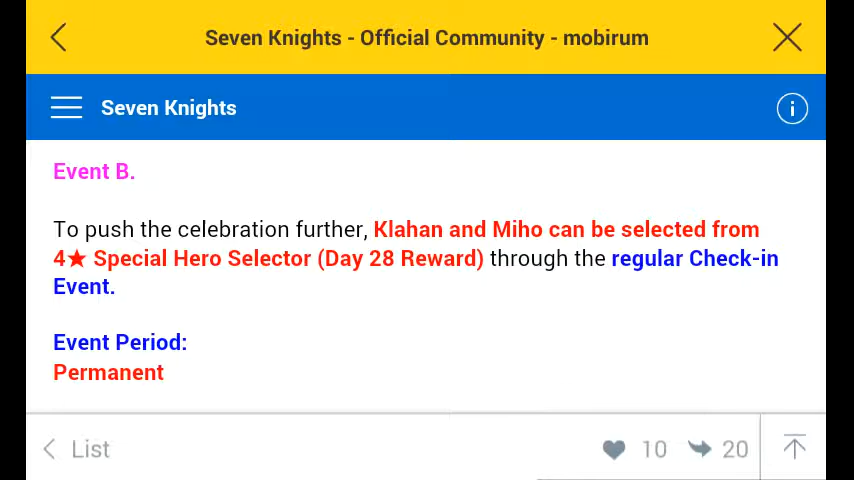 Seven Knights - Official Community - mobirum
Seven Knights
Event B.
To push the celebration further, Klahan and Miho can be selected from
4★ Special Hero Selector (Day 28 Reward) through the regular Check-in
Event.
Event Period:
Permanent
List
10
20